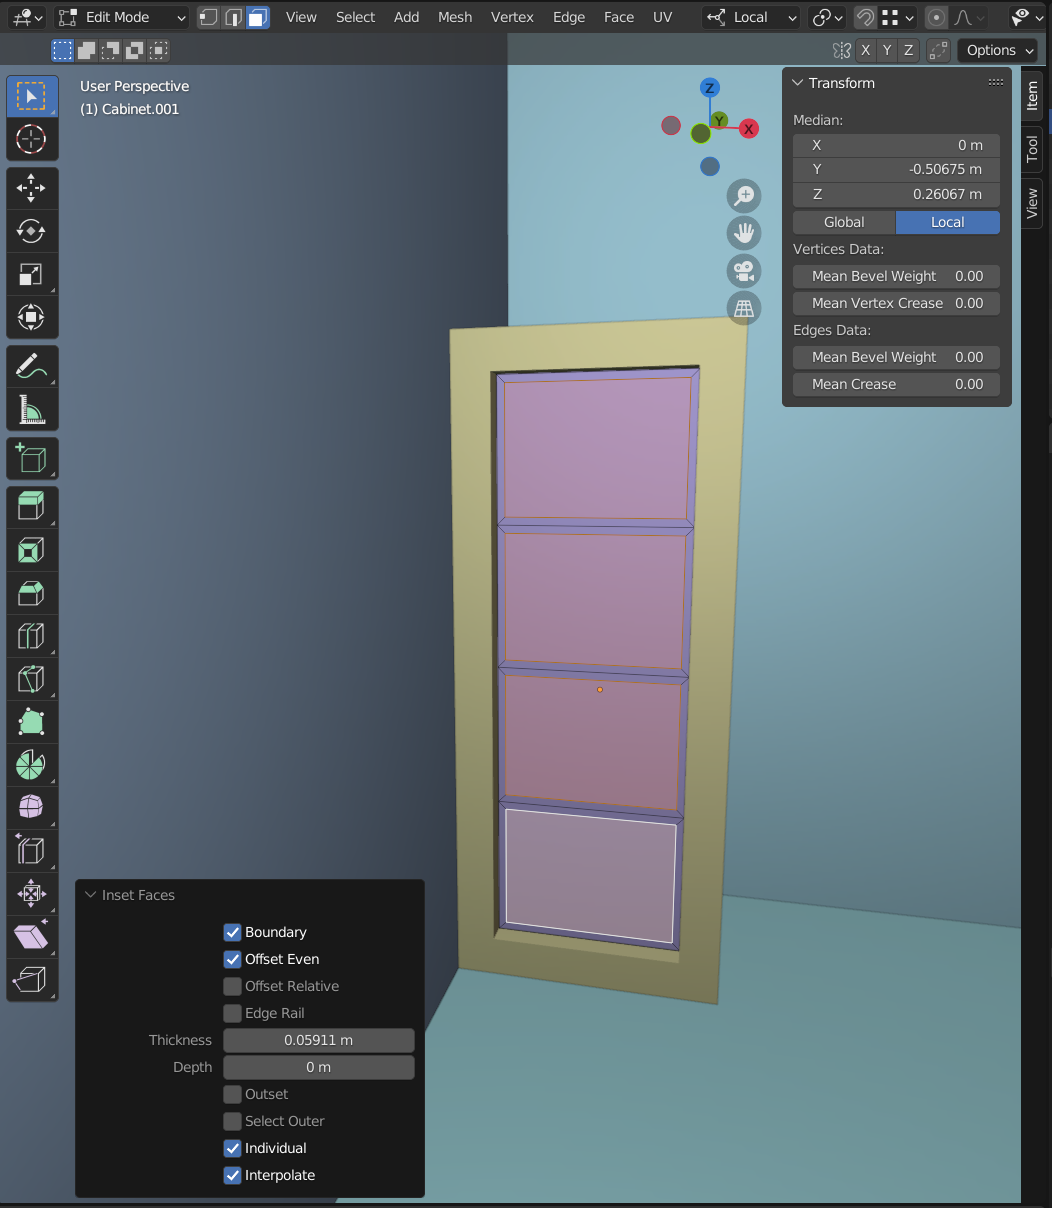 Edit Mode View Select Add Mesh Vertex Edge Face UV Local
X Y Z Options
User Perspective
(1) Cabinet.001
Z
Y
X
Transform
Median:
X 0 m
Y -0.50675 m
Z 0.26067 m
Global Local
Vertices Data:
Mean Bevel Weight 0.00
Mean Vertex Crease 0.00
Edges Data:
Mean Bevel Weight 0.00
Mean Crease 0.00
Item
Tool
View
Inset Faces
Boundary
Offset Even
Offset Relative
Edge Rail
Thickness 0.05911 m
Depth 0 m
Outset
Select Outer
Individual
Interpolate